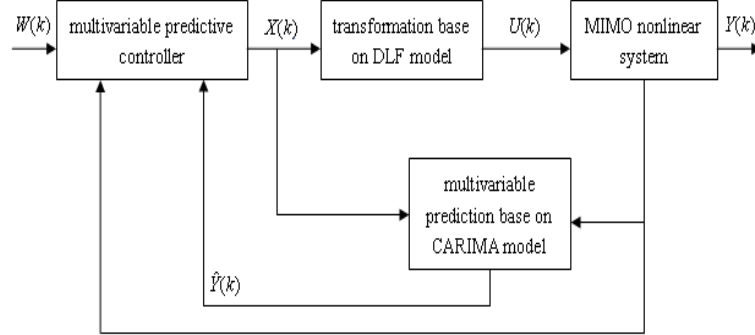 W(k)
multivariable predictive
controller
X(k)
transformation base
on DLF model
U(k)
MIMO nonlinear
system
Y(k)
multivariable
prediction base on
CARIMA model
Ŷ(k)